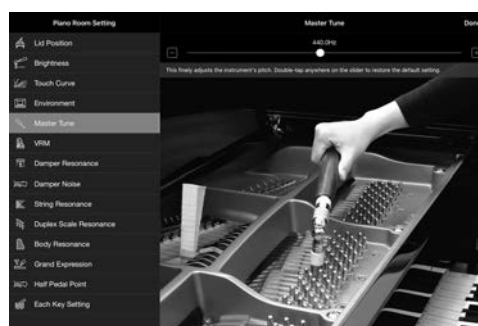 Piano Room Setting
Master Tune
Done
Lid Position
Brightness
Touch Curve
Environment
Master Tune
VRM
Damper Resonance
Damper Noise
String Resonance
Duplex Scale Resonance
Body Resonance
Grand Expression
Half Pedal Point
Each Key Setting
440.0Hz
This finely adjusts the instrument's pitch. Double-tap anywhere on the slider to restore the default setting.